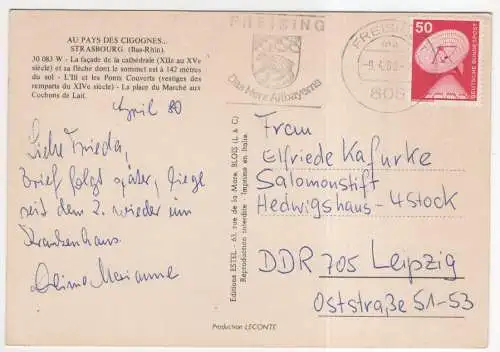 AU PAYS DES CIGOGNES...
STRASBOURG (Bas-Rhin).
30 083 W - La façade de la cathédrale (XIIe au XVe
siècle) et sa flèche dont le sommet est à 142 mètres
du sol - L'Ill et les Ponts Couverts (vestiges des
remparts du XIVe siècle) - La place du Marché aux
Cochons de Lait.
April 80
Liebe Frieda,
Brief folgt später, liege
seit dem 2. wieder im
Krankenhaus.
Deine Marianne
Editions ESTEL - 63, rue de la Mare, BLOIS (L & C)
Reproduction interdite - Imprimé en Italie
Production LECONTE
FREISING
Das Herz Altbayerns
FREISING
805
50
DEUTSCHE BUNDESPOST
Frau
Elfriede Kafurke
Salomonstift
Hedwigshaus - 4 Stock
DDR 705 Leipzig
Oststraße 51-53